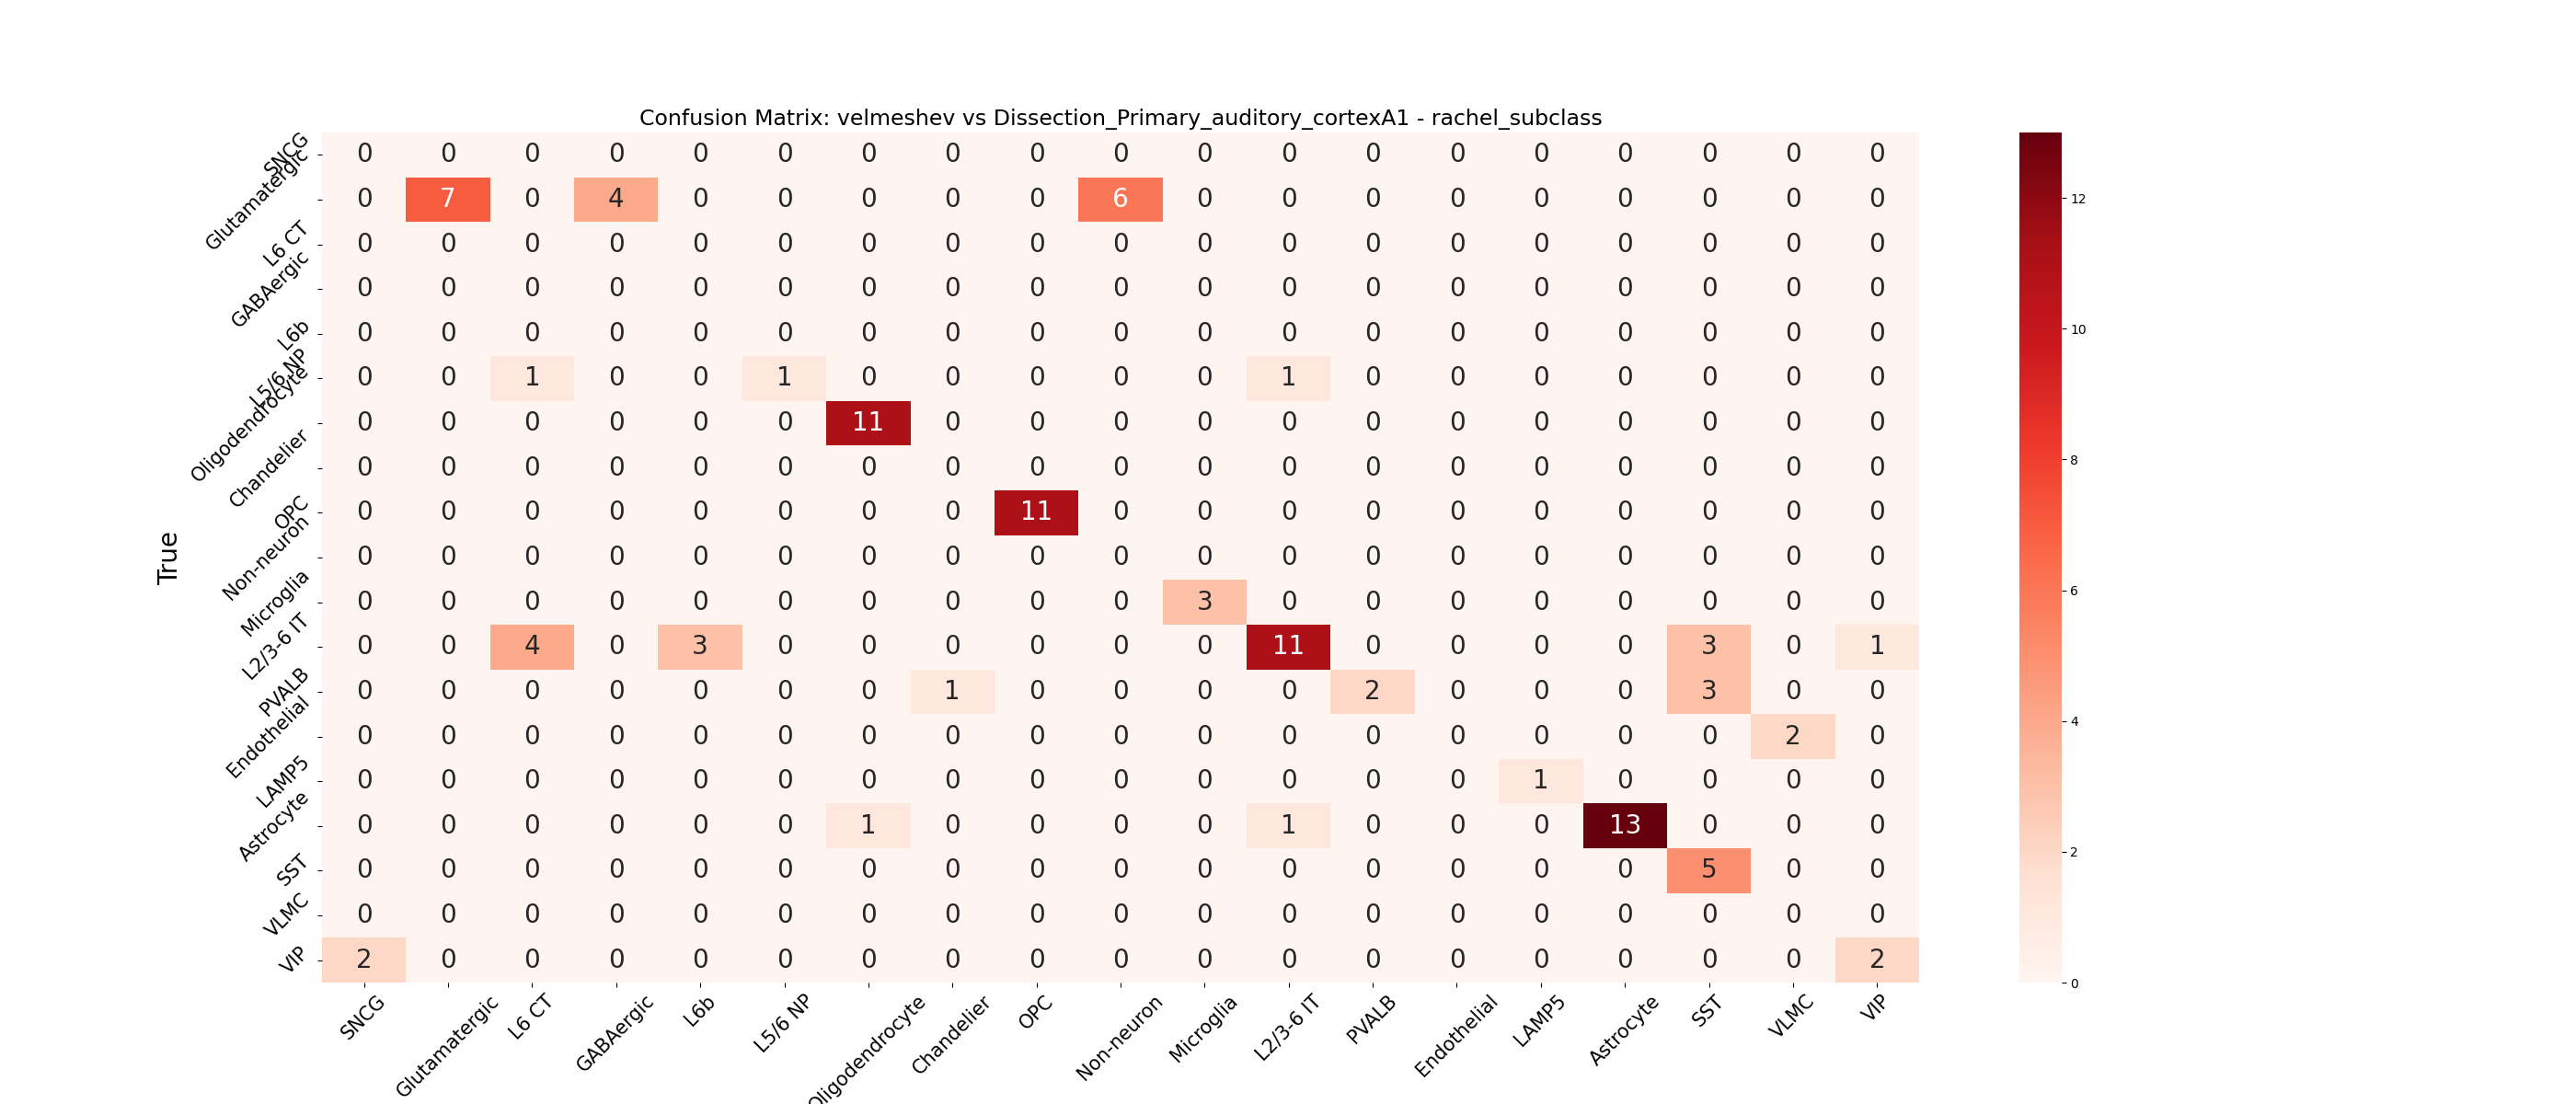 Confusion Matrix: velmeshev vs Dissection_Primary_auditory_cortexA1 - rachel_subclass
True
SNCG 0 0 0 0 0 0 0 0 0 0 0 0 0 0 0 0 0 0 0
Glutamatergic 0 7 0 4 0 0 0 0 0 6 0 0 0 0 0 0 0 0 0
L6 CT 0 0 0 0 0 0 0 0 0 0 0 0 0 0 0 0 0 0 0
GABAergic 0 0 0 0 0 0 0 0 0 0 0 0 0 0 0 0 0 0 0
L6b 0 0 0 0 0 0 0 0 0 0 0 0 0 0 0 0 0 0 0
L5/6 NP 0 0 1 0 0 1 0 0 0 0 0 1 0 0 0 0 0 0 0
Oligodendrocyte 0 0 0 0 0 0 11 0 0 0 0 0 0 0 0 0 0 0 0
Chandelier 0 0 0 0 0 0 0 0 0 0 0 0 0 0 0 0 0 0 0
OPC 0 0 0 0 0 0 0 0 11 0 0 0 0 0 0 0 0 0 0
Non-neuron 0 0 0 0 0 0 0 0 0 0 0 0 0 0 0 0 0 0 0
Microglia 0 0 0 0 0 0 0 0 0 0 3 0 0 0 0 0 0 0 0
L2/3-6 IT 0 0 4 0 3 0 0 0 0 0 0 11 0 0 0 0 3 0 1
PVALB 0 0 0 0 0 0 0 1 0 0 0 0 2 0 0 0 3 0 0
Endothelial 0 0 0 0 0 0 0 0 0 0 0 0 0 0 0 0 0 2 0
LAMP5 0 0 0 0 0 0 0 0 0 0 0 0 0 0 1 0 0 0 0
Astrocyte 0 0 0 0 0 0 1 0 0 0 0 1 0 0 0 13 0 0 0
SST 0 0 0 0 0 0 0 0 0 0 0 0 0 0 0 0 5 0 0
VLMC 0 0 0 0 0 0 0 0 0 0 0 0 0 0 0 0 0 0 0
VIP 2 0 0 0 0 0 0 0 0 0 0 0 0 0 0 0 0 0 2
SNCG Glutamatergic L6 CT GABAergic L6b L5/6 NP Oligodendrocyte Chandelier OPC Non-neuron Microglia L2/3-6 IT PVALB Endothelial LAMP5 Astrocyte SST VLMC VIP
12
10
8
6
4
2
0